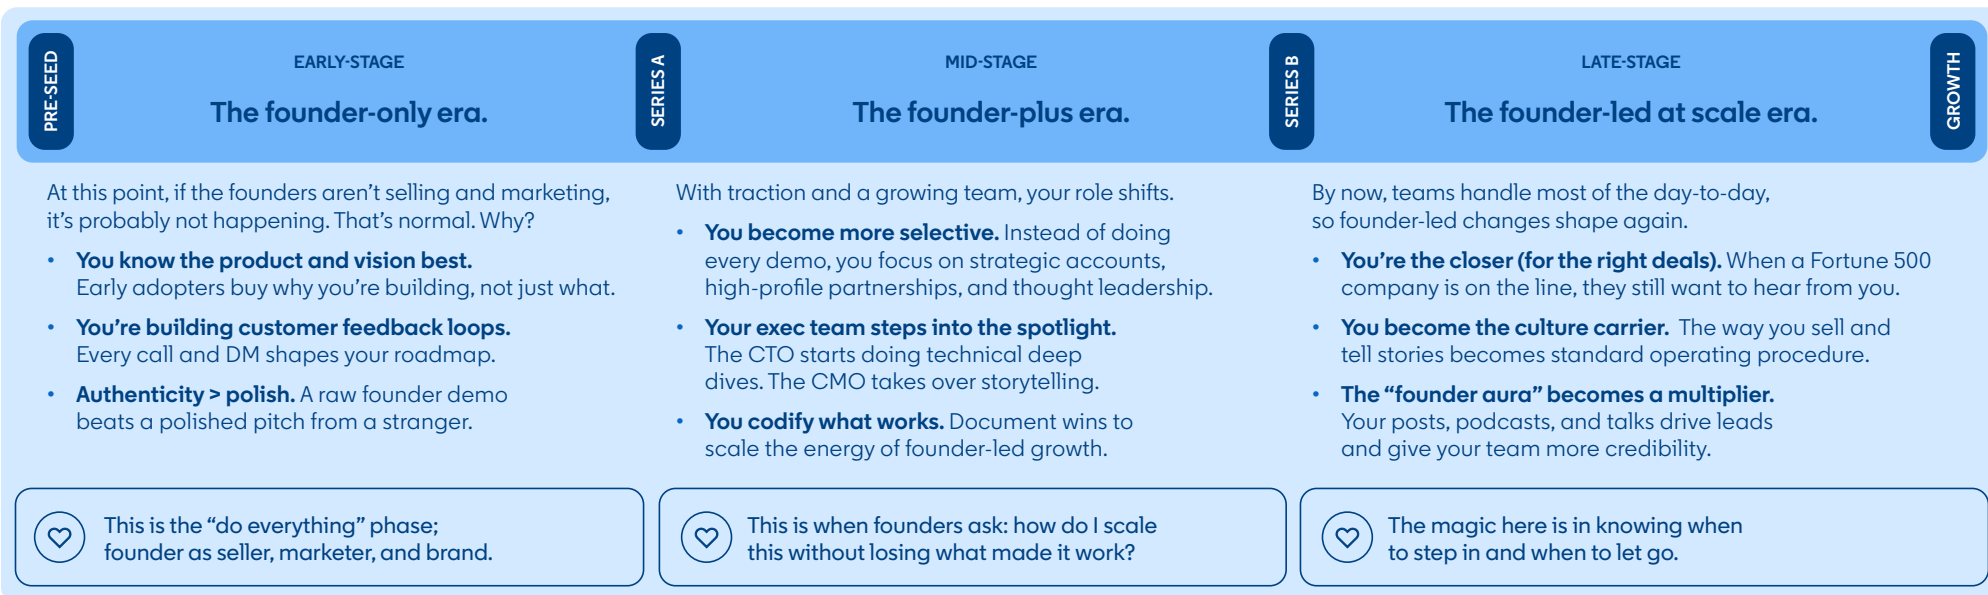 PRE-SEED
EARLY-STAGE
The founder-only era.
SERIES A
MID-STAGE
The founder-plus era.
SERIES B
LATE-STAGE
The founder-led at scale era.
GROWTH
At this point, if the founders aren’t selling and marketing,
it’s probably not happening. That’s normal. Why?
• You know the product and vision best.
Early adopters buy why you’re building, not just what.
• You’re building customer feedback loops.
Every call and DM shapes your roadmap.
• Authenticity > polish. A raw founder demo
beats a polished pitch from a stranger.
This is the “do everything” phase;
founder as seller, marketer, and brand.
With traction and a growing team, your role shifts.
• You become more selective. Instead of doing
every demo, you focus on strategic accounts,
high-profile partnerships, and thought leadership.
• Your exec team steps into the spotlight.
The CTO starts doing technical deep
dives. The CMO takes over storytelling.
• You codify what works. Document wins to
scale the energy of founder-led growth.
This is when founders ask: how do I scale
this without losing what made it work?
By now, teams handle most of the day-to-day,
so founder-led changes shape again.
• You’re the closer (for the right deals). When a Fortune 500
company is on the line, they still want to hear from you.
• You become the culture carrier. The way you sell and
tell stories becomes standard operating procedure.
• The “founder aura” becomes a multiplier.
Your posts, podcasts, and talks drive leads
and give your team more credibility.
The magic here is in knowing when
to step in and when to let go.